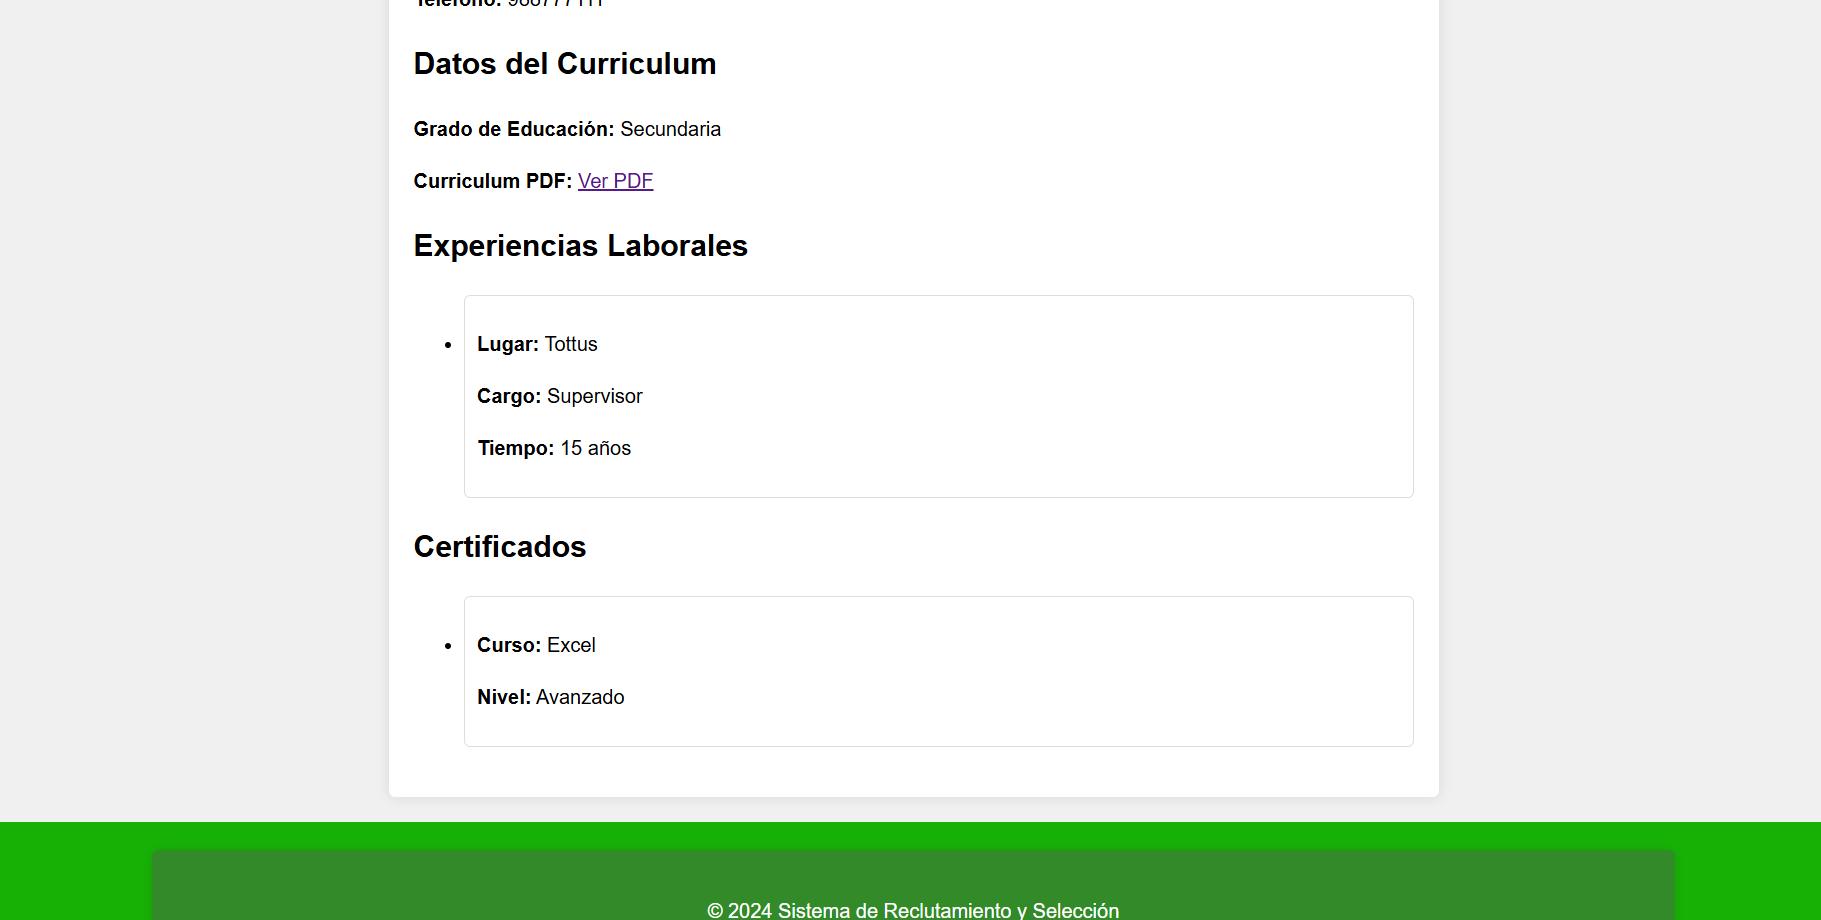 Teléfono: 988777111
Datos del Curriculum
Grado de Educación: Secundaria
Curriculum PDF: Ver PDF
Experiencias Laborales
Lugar: Tottus
Cargo: Supervisor
Tiempo: 15 años
Certificados
Curso: Excel
Nivel: Avanzado
© 2024 Sistema de Reclutamiento y Selección